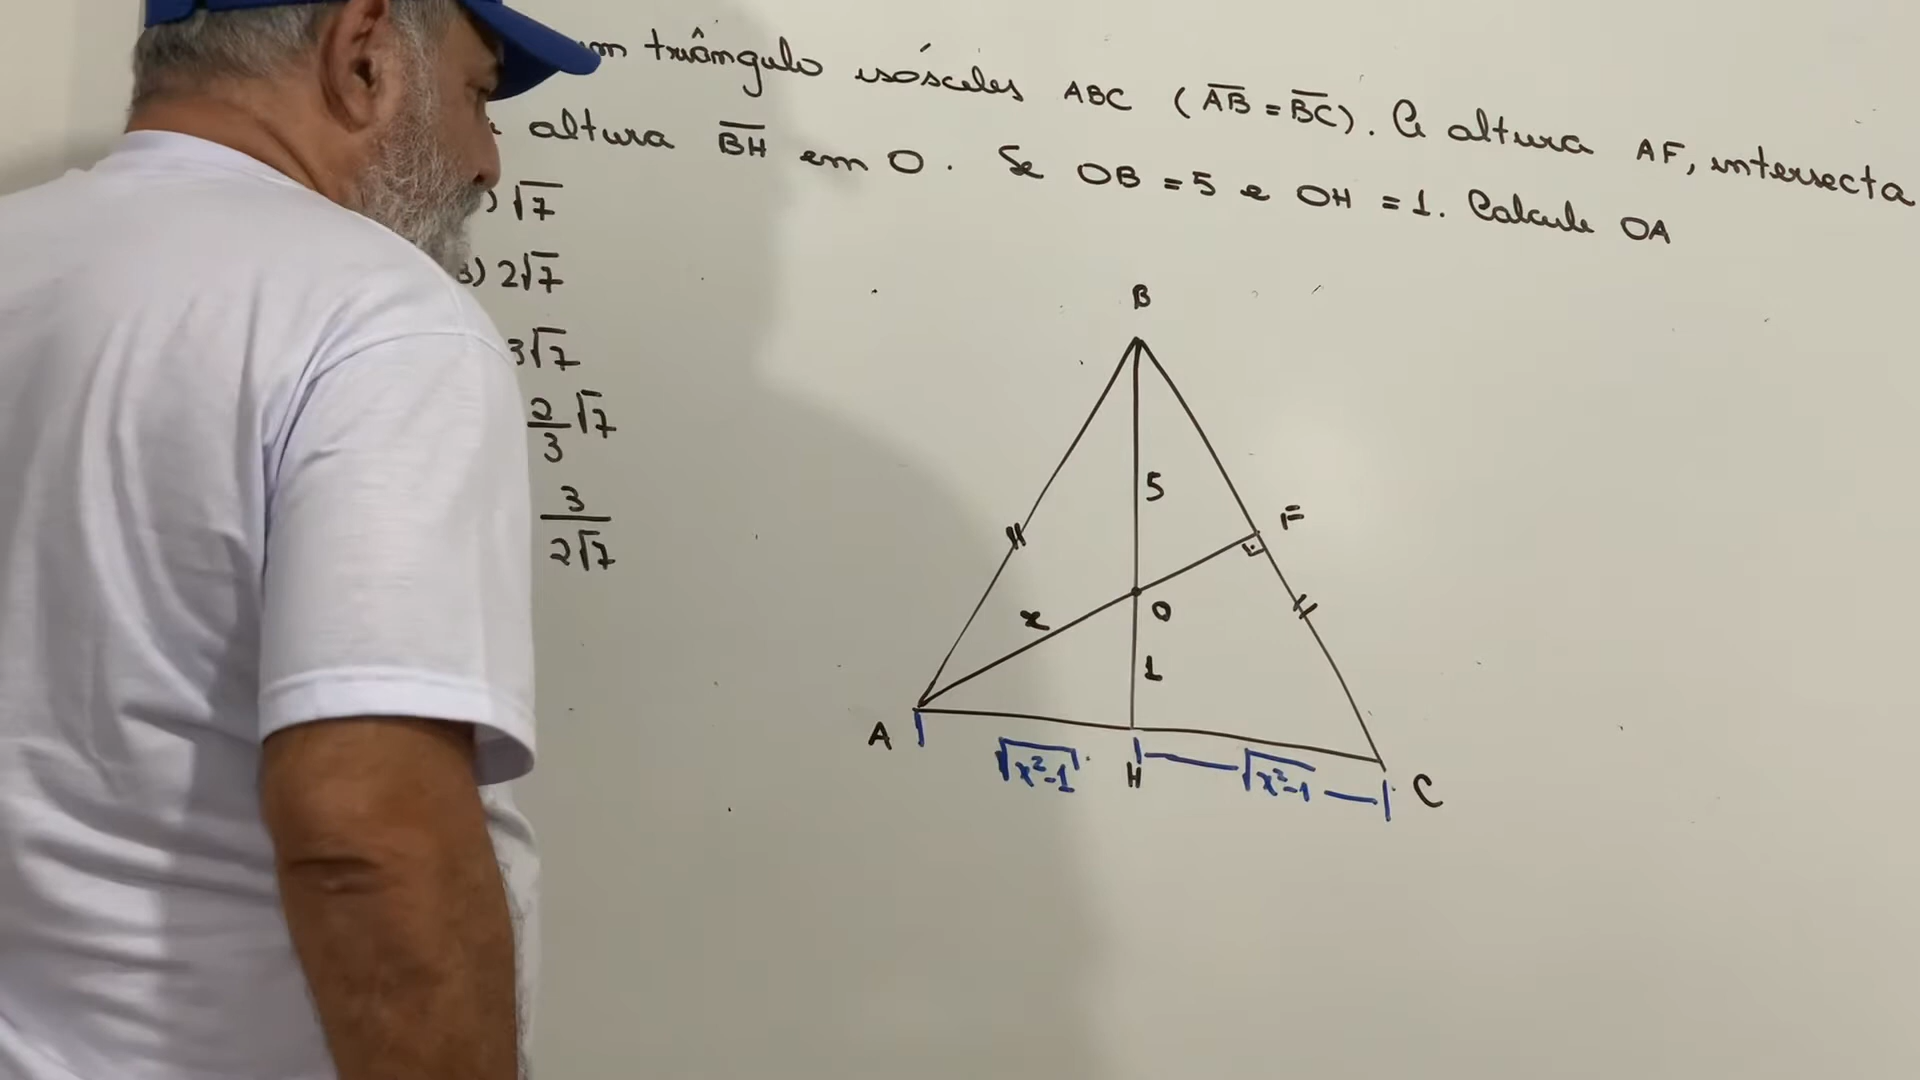 um triângulo isósceles ABC (AB = BC). A altura AF, intersecta
altura BH em O. Se OB = 5 e OH = 1. Calcule OA
) √7
B) 2√7
3√7
2/3 √7
3/2√7
B
5
F
x
O
1
A
√x²-1
H
√x²-1
C